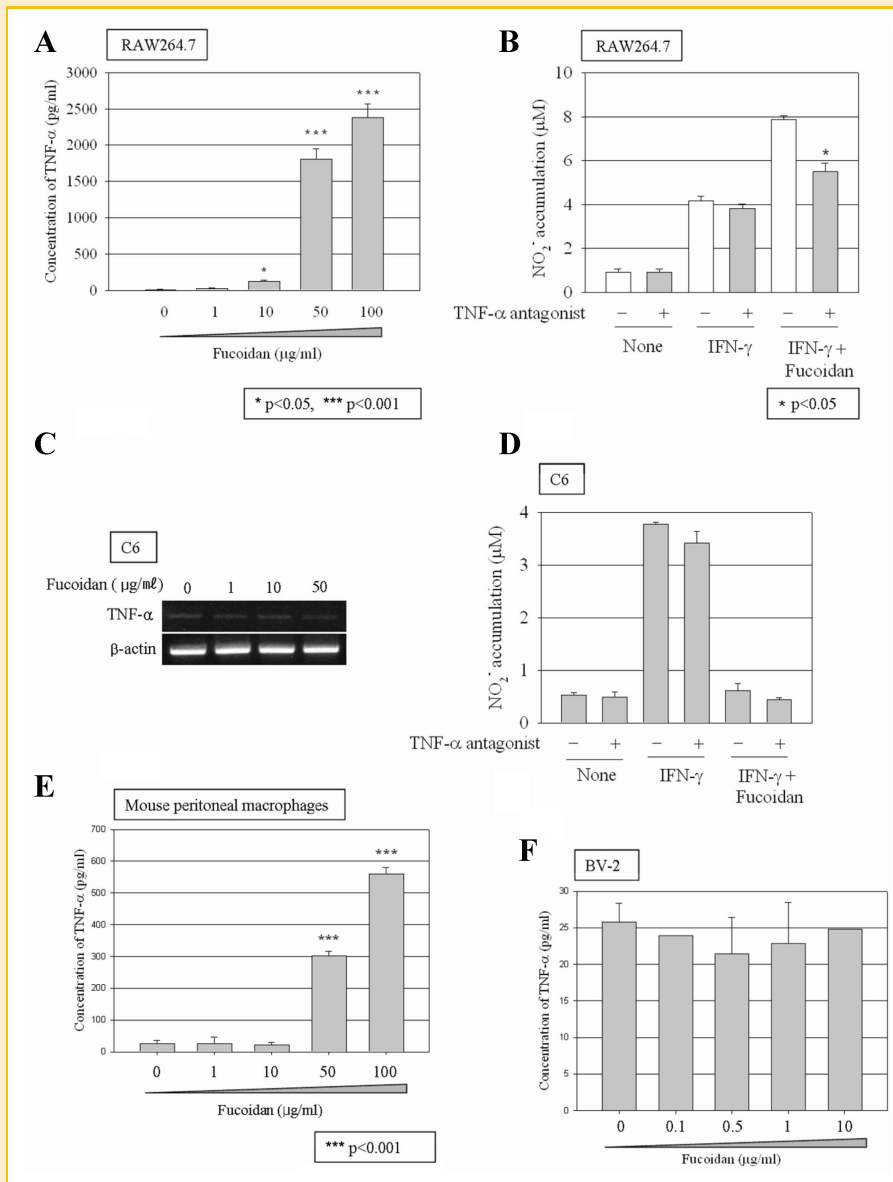 A
RAW264.7
3000
2500
2000
1500
1000
500
0
Concentration of TNF-α (pg/ml)
*
***
***
0 1 10 50 100
Fucoidan (μg/ml)
* p<0.05, *** p<0.001
B
RAW264.7
10
8
6
4
2
0
NO₂⁻ accumulation (μM)
*
TNF-α antagonist − + − + − +
None IFN-γ IFN-γ +
Fucoidan
* p<0.05
C
C6
Fucoidan ( μg/㎖) 0 1 10 50
TNF-α
β-actin
D
C6
4
3
2
1
0
NO₂⁻ accumulation (μM)
TNF-α antagonist − + − + − +
None IFN-γ IFN-γ +
Fucoidan
E
Mouse peritoneal macrophages
700
600
500
400
300
200
100
0
Concentration of TNF-α (pg/ml)
***
***
0 1 10 50 100
Fucoidan (μg/ml)
*** p<0.001
F
BV-2
30
25
20
15
10
5
0
Concentration of TNF-α (pg/ml)
0 0.1 0.5 1 10
Fucoidan (μg/ml)